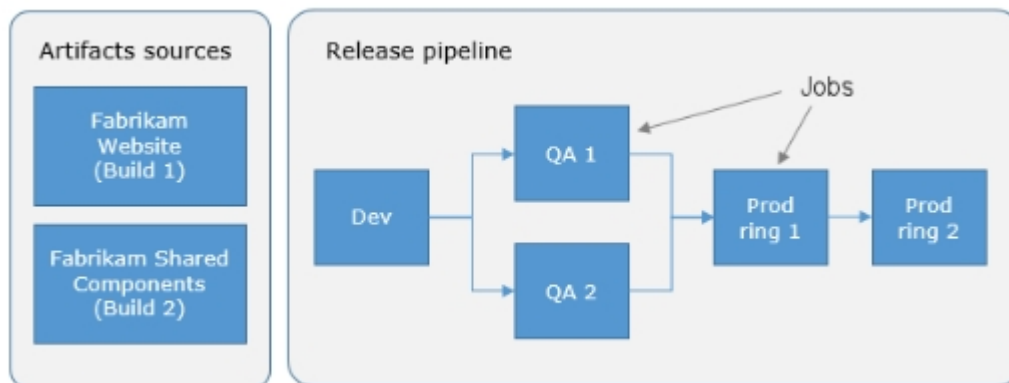 Artifacts sources
Fabrikam
Website
(Build 1)
Fabrikam Shared
Components
(Build 2)
Release pipeline
Jobs
Dev
QA 1
QA 2
Prod
ring 1
Prod
ring 2